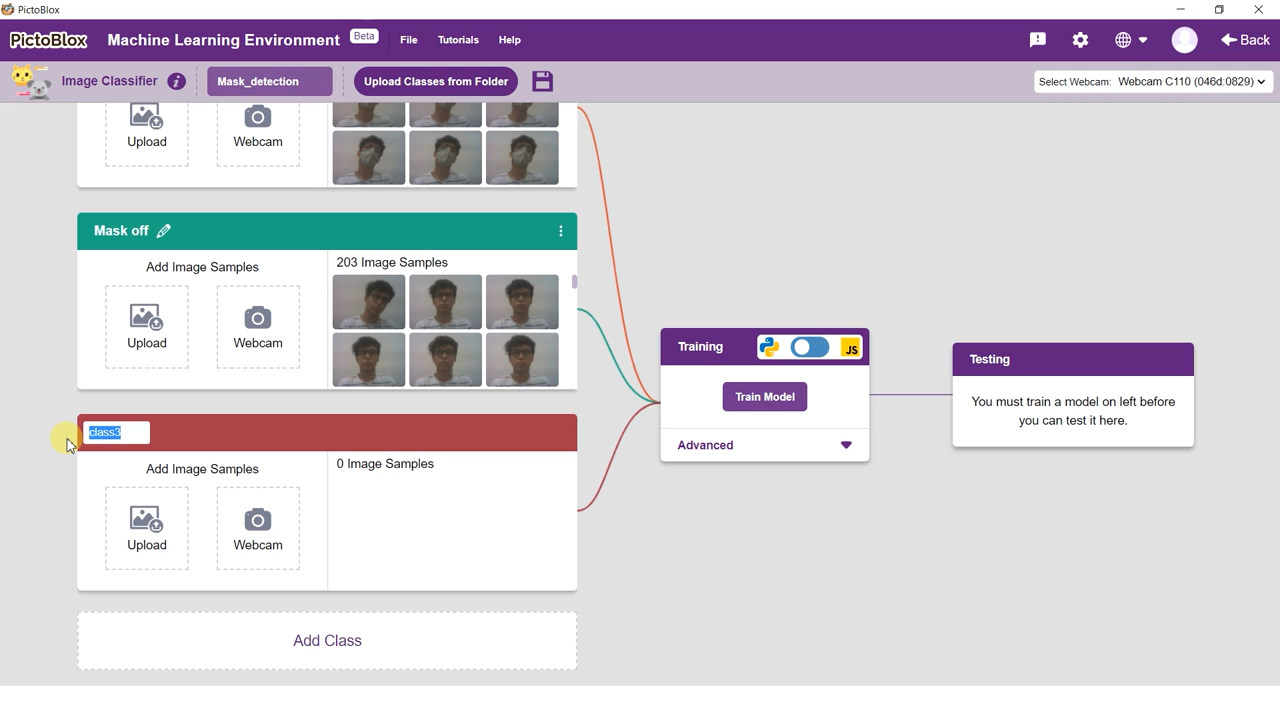 PictoBlox
PictoBlox Machine Learning Environment Beta File Tutorials Help Back
Image Classifier i Mask_detection Upload Classes from Folder Select Webcam: Webcam C110 (046d:0829)
Upload Webcam
Mask off
Add Image Samples
203 Image Samples
Upload Webcam
class3
Add Image Samples
0 Image Samples
Upload Webcam
Add Class
Training JS
Train Model
Advanced
Testing
You must train a model on left before
you can test it here.